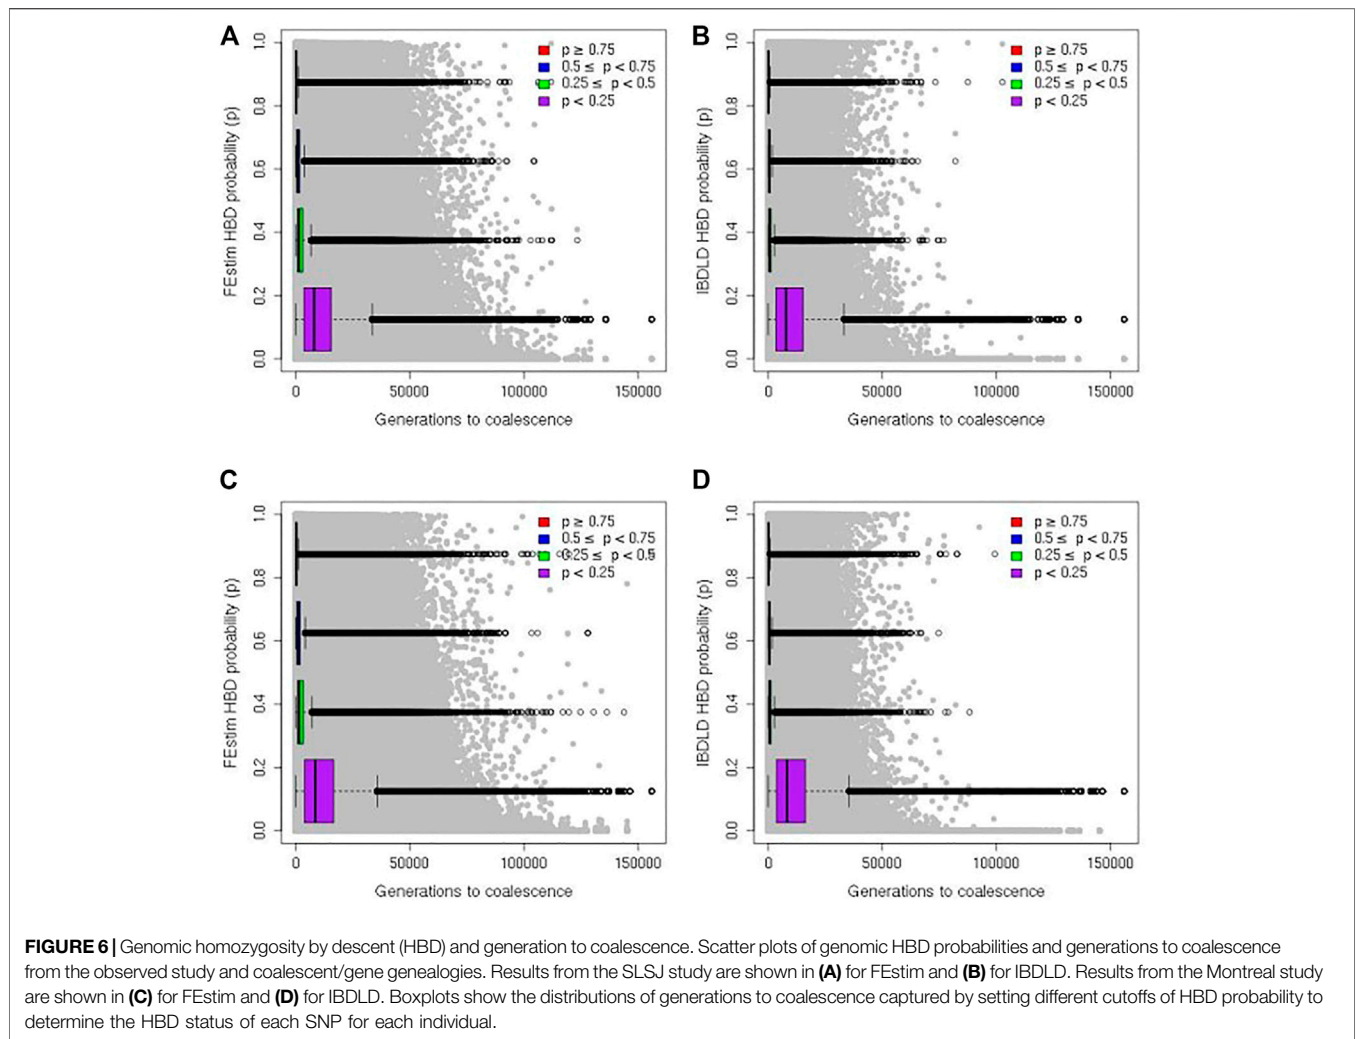 A
FEstim HBD probability (p)
1.0
0.8
0.6
0.4
0.2
0.0
p ≥ 0.75
0.5 ≤ p < 0.75
0.25 ≤ p < 0.5
p < 0.25
0 50000 100000 150000
Generations to coalescence
B
IBDLD HBD probability (p)
1.0
0.8
0.6
0.4
0.2
0.0
p ≥ 0.75
0.5 ≤ p < 0.75
0.25 ≤ p < 0.5
p < 0.25
0 50000 100000 150000
Generations to coalescence
C
FEstim HBD probability (p)
1.0
0.8
0.6
0.4
0.2
0.0
p ≥ 0.75
0.5 ≤ p < 0.75
0.25 ≤ p < 0.5
p < 0.25
0 50000 100000 150000
Generations to coalescence
D
IBDLD HBD probability (p)
1.0
0.8
0.6
0.4
0.2
0.0
p ≥ 0.75
0.5 ≤ p < 0.75
0.25 ≤ p < 0.5
p < 0.25
0 50000 100000 150000
Generations to coalescence
FIGURE 6 | Genomic homozygosity by descent (HBD) and generation to coalescence. Scatter plots of genomic HBD probabilities and generations to coalescence
from the observed study and coalescent/gene genealogies. Results from the SLSJ study are shown in (A) for FEstim and (B) for IBDLD. Results from the Montreal study
are shown in (C) for FEstim and (D) for IBDLD. Boxplots show the distributions of generations to coalescence captured by setting different cutoffs of HBD probability to
determine the HBD status of each SNP for each individual.